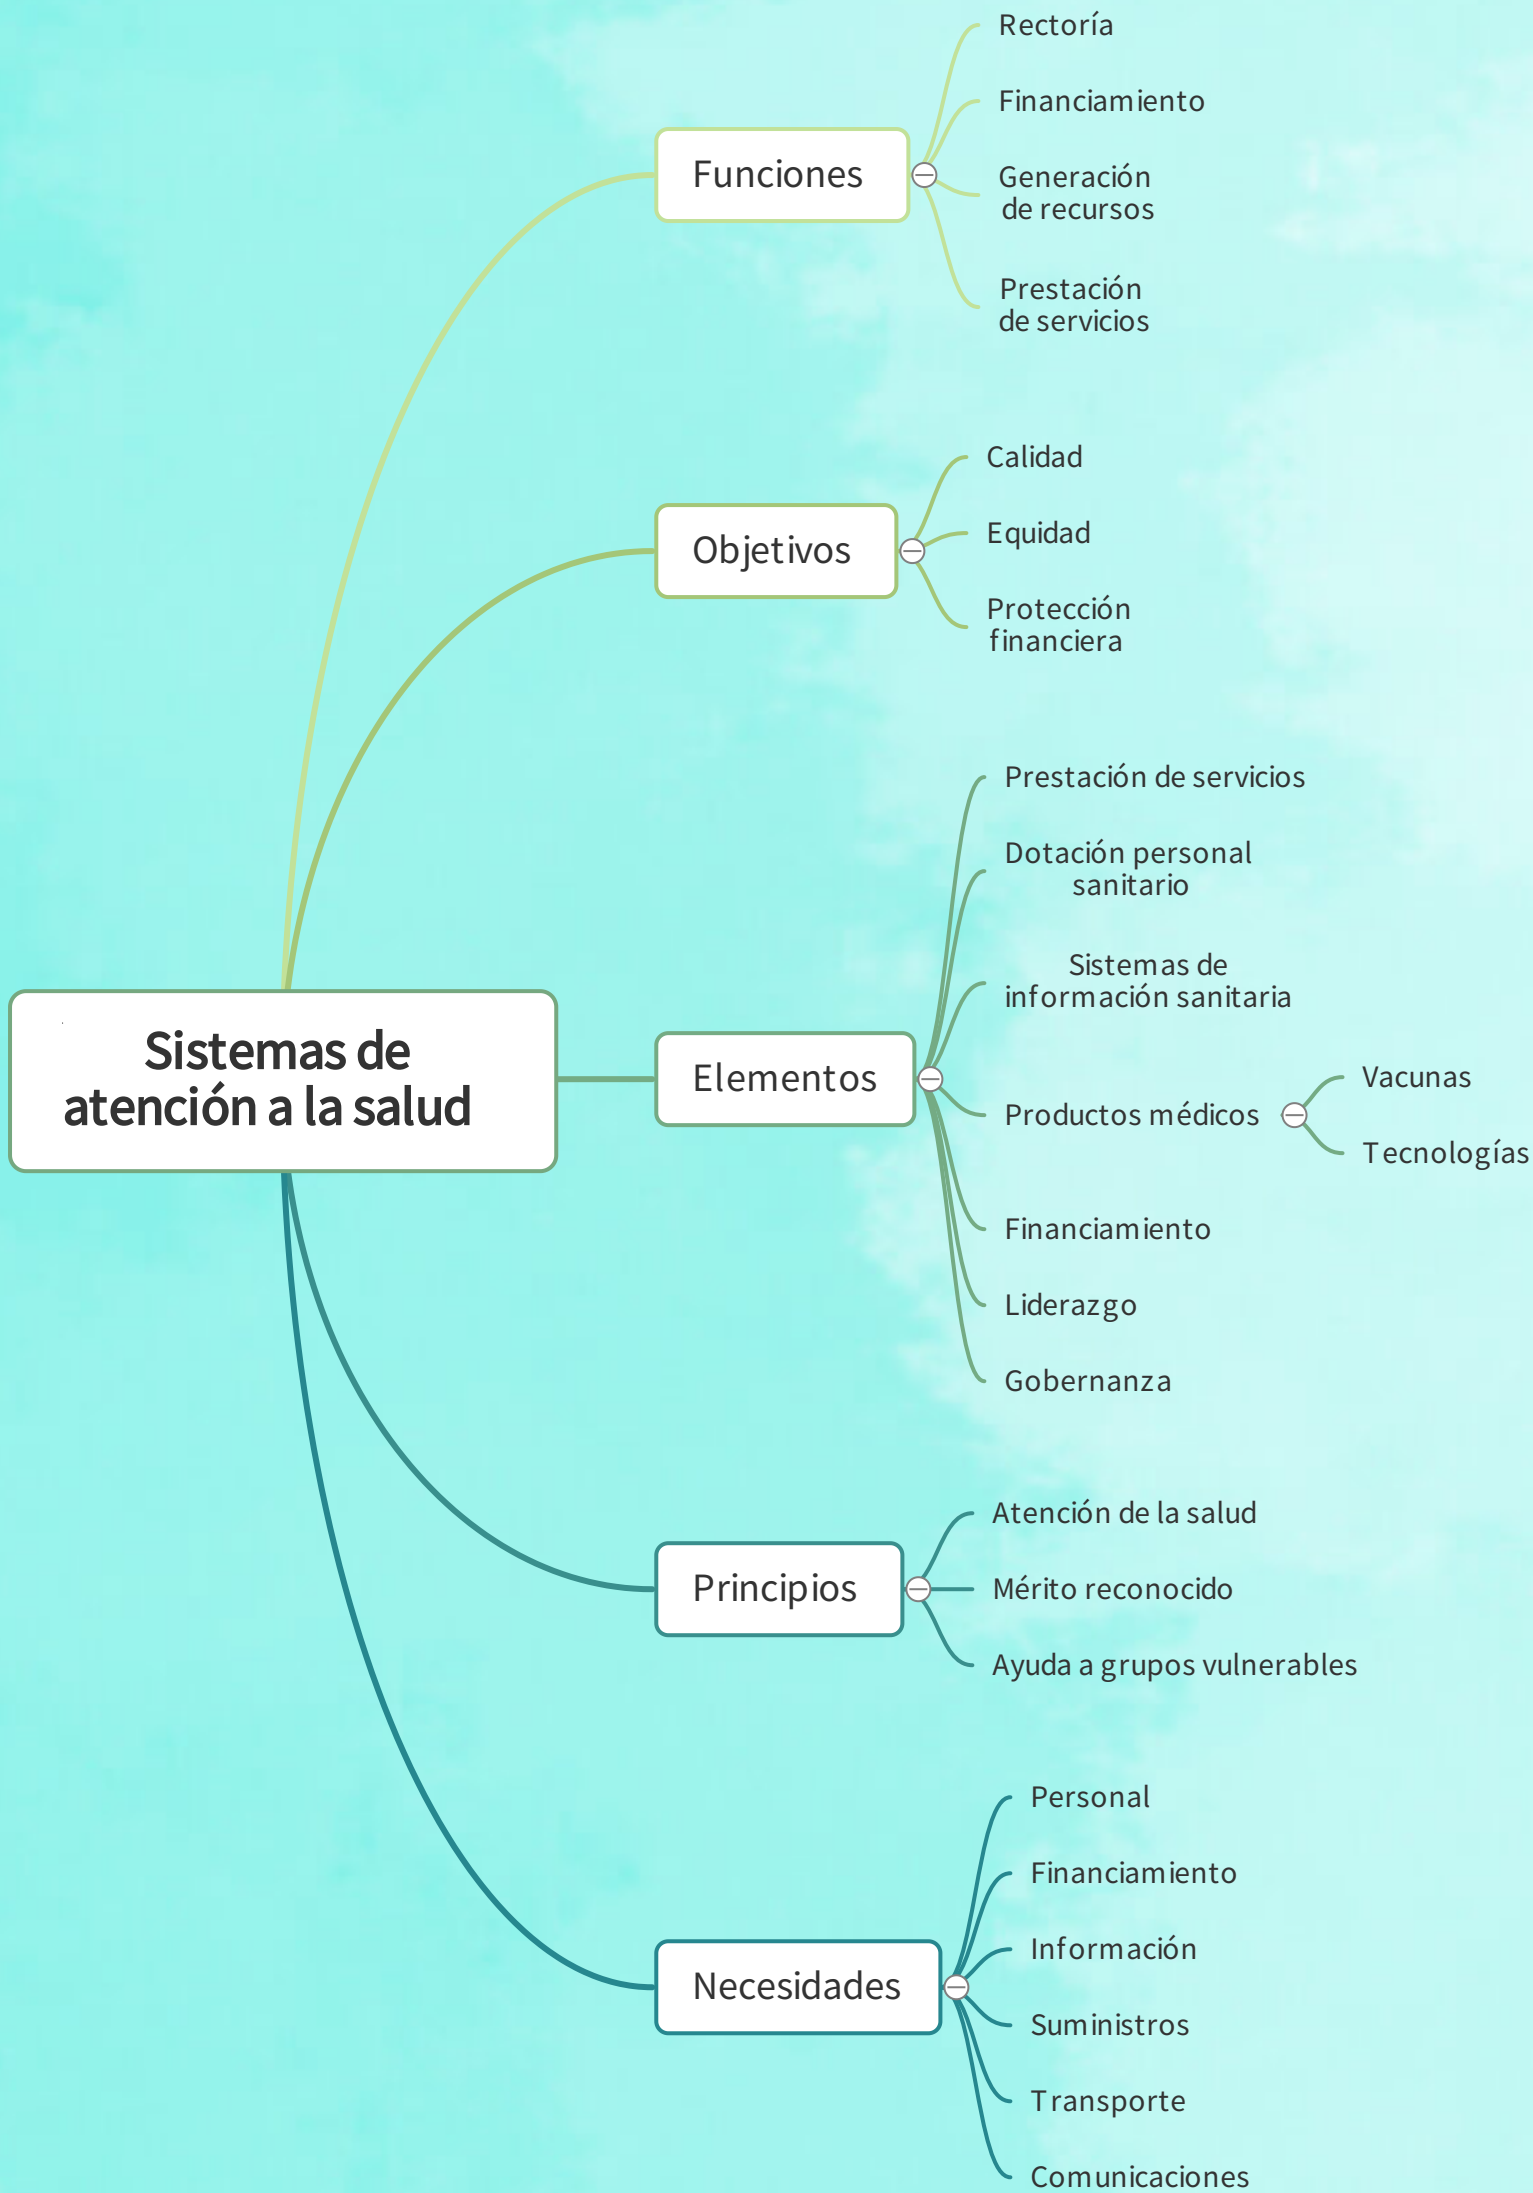 Rectoría
Financiamiento
Funciones
Generación
de recursos
Prestación
de servicios
Calidad
Objetivos
Equidad
Protección
financiera
Prestación de servicios
Dotación personal
sanitario
Sistemas de
información sanitaria
Sistemas de
atención a la salud
Elementos
Productos médicos
Vacunas
Tecnologías
Financiamiento
Liderazgo
Gobernanza
Atención de la salud
Principios
Mérito reconocido
Ayuda a grupos vulnerables
Personal
Financiamiento
Información
Necesidades
Suministros
Transporte
Comunicaciones